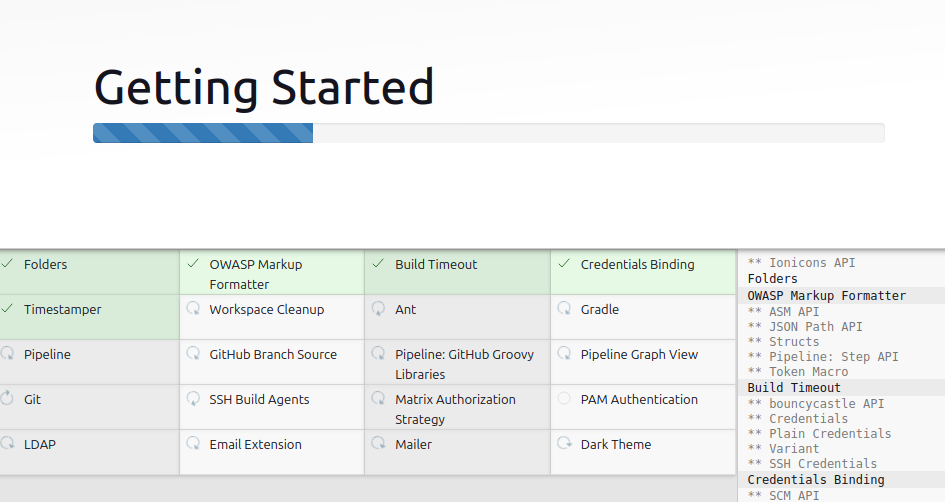 Getting Started
Folders
OWASP Markup
Formatter
Build Timeout
Credentials Binding
Timestamper
Workspace Cleanup
Ant
Gradle
Pipeline
GitHub Branch Source
Pipeline: GitHub Groovy
Libraries
Pipeline Graph View
Git
SSH Build Agents
Matrix Authorization
Strategy
PAM Authentication
LDAP
Email Extension
Mailer
Dark Theme
** Ionicons API
Folders
OWASP Markup Formatter
** ASM API
** JSON Path API
** Structs
** Pipeline: Step API
** Token Macro
Build Timeout
** bouncycastle API
** Credentials
** Plain Credentials
** Variant
** SSH Credentials
Credentials Binding
** SCM API